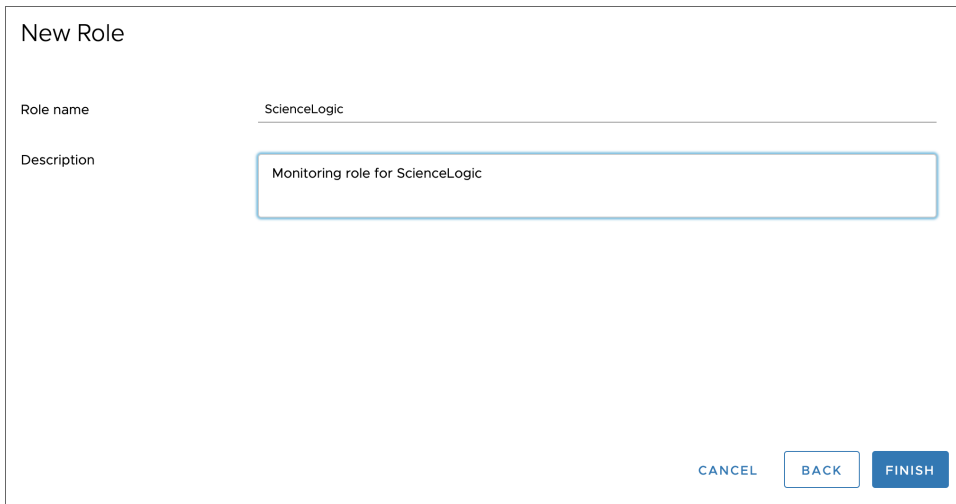 New Role
Role name
ScienceLogic
Description
Monitoring role for ScienceLogic
CANCEL
BACK
FINISH